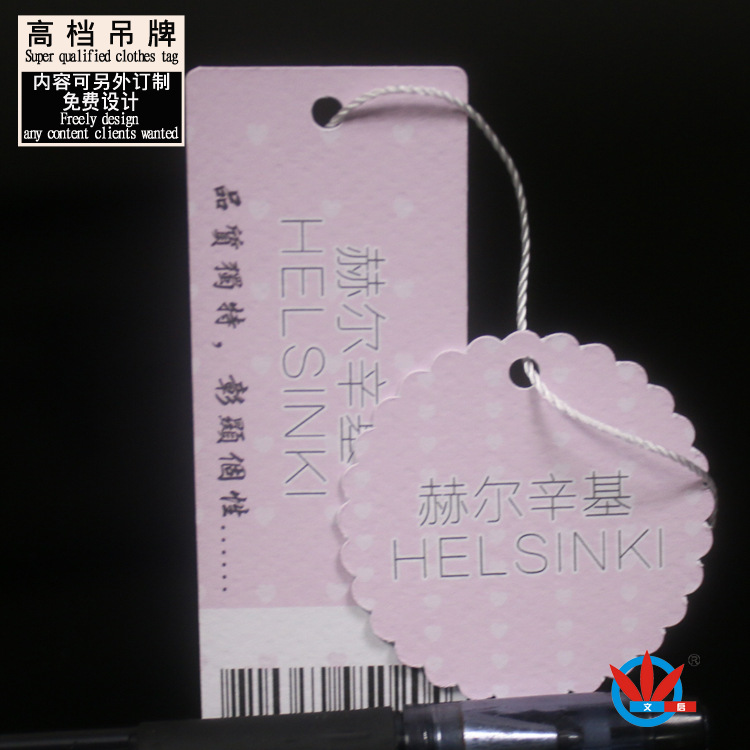 高档吊牌
Super qualified clothes tag
内容可另外订制
免费设计
Freely design
any content clients wanted
赫尔辛基
HELSINKI
品質獨特，彰顯個性......
赫尔辛基
HELSINKI
文信
®